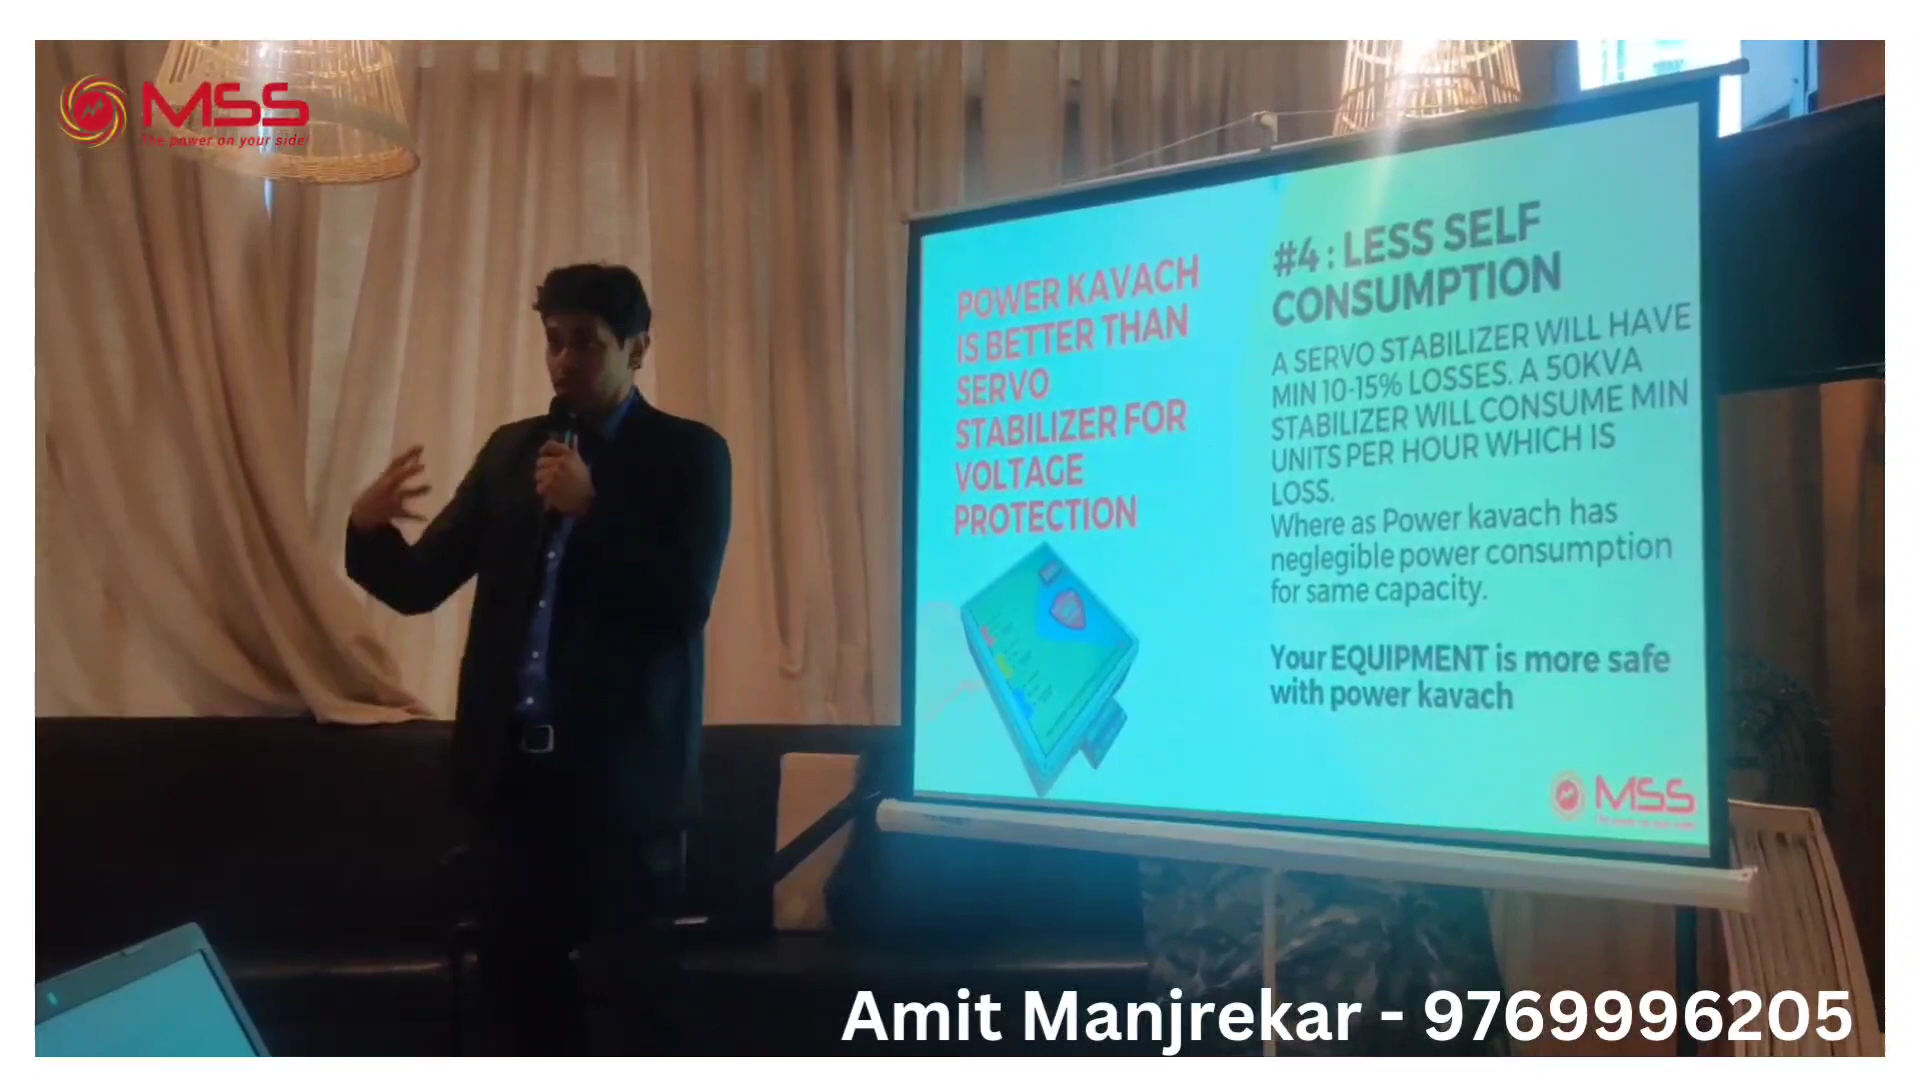 MSS
The power on your side!
POWER KAVACH
IS BETTER THAN
SERVO
STABILIZER FOR
VOLTAGE
PROTECTION
#4 : LESS SELF
CONSUMPTION
A SERVO STABILIZER WILL HAVE
MIN 10-15% LOSSES. A 50KVA
STABILIZER WILL CONSUME MIN
UNITS PER HOUR WHICH IS
LOSS.
Where as Power kavach has
neglegible power consumption
for same capacity.
Your EQUIPMENT is more safe
with power kavach
MSS
Amit Manjrekar - 9769996205